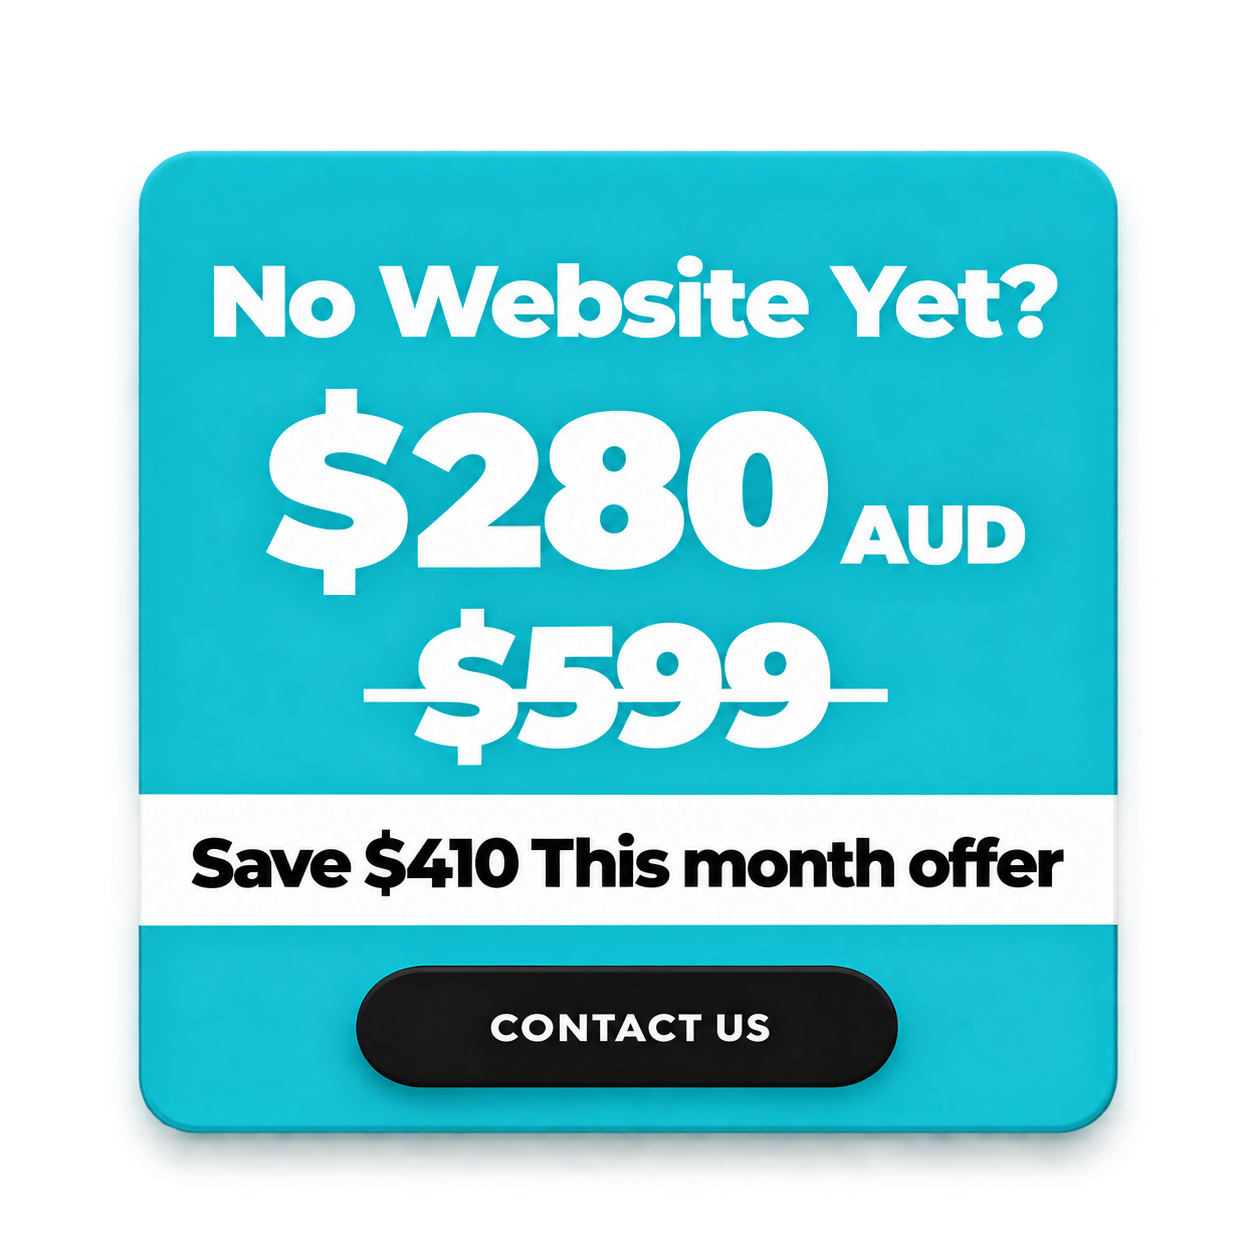 No Website Yet?
$280 AUD
$599
Save $410 This month offer
CONTACT US